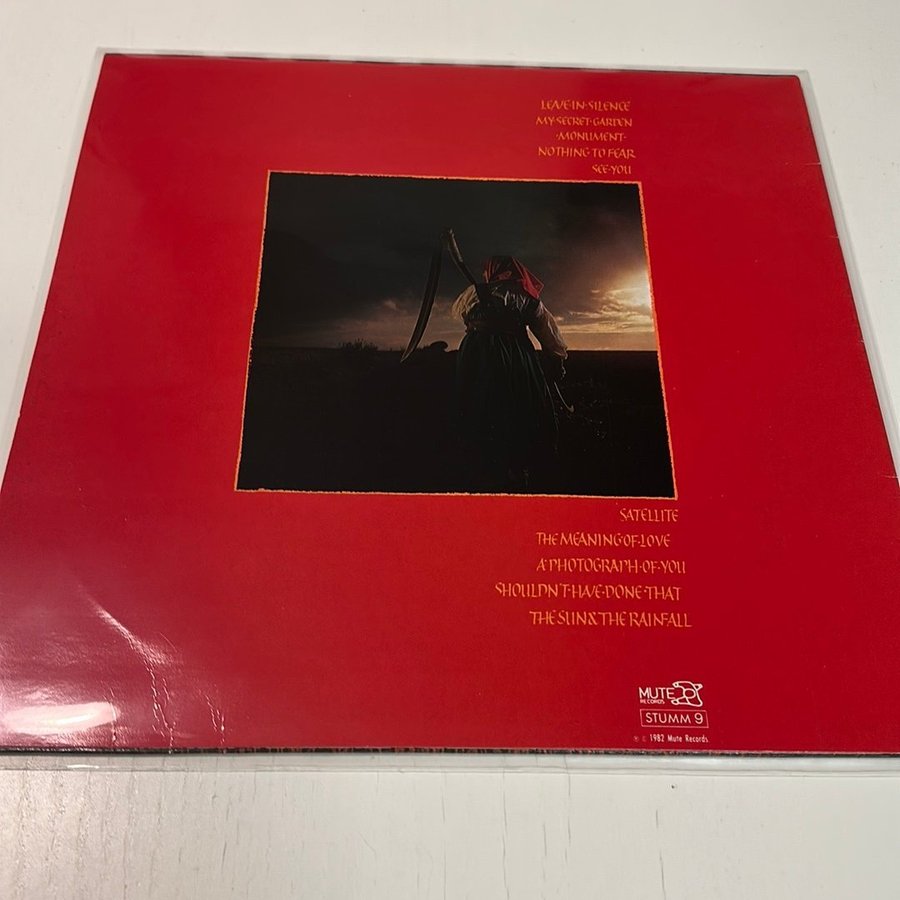 LEAVE·IN·SILENCE
MY·SECRET·GARDEN
·MONUMENT·
NOTHING·TO·FEAR
SEE·YOU
SATELLITE
THE·MEANING·OF·LOVE
A·PHOTOGRAPH·OF·YOU
SHOULDN'T·HAVE·DONE·THAT
THE·SUN&THE·RAINFALL
MUTE
RECORDS
STUMM 9
℗ © 1982 Mute Records